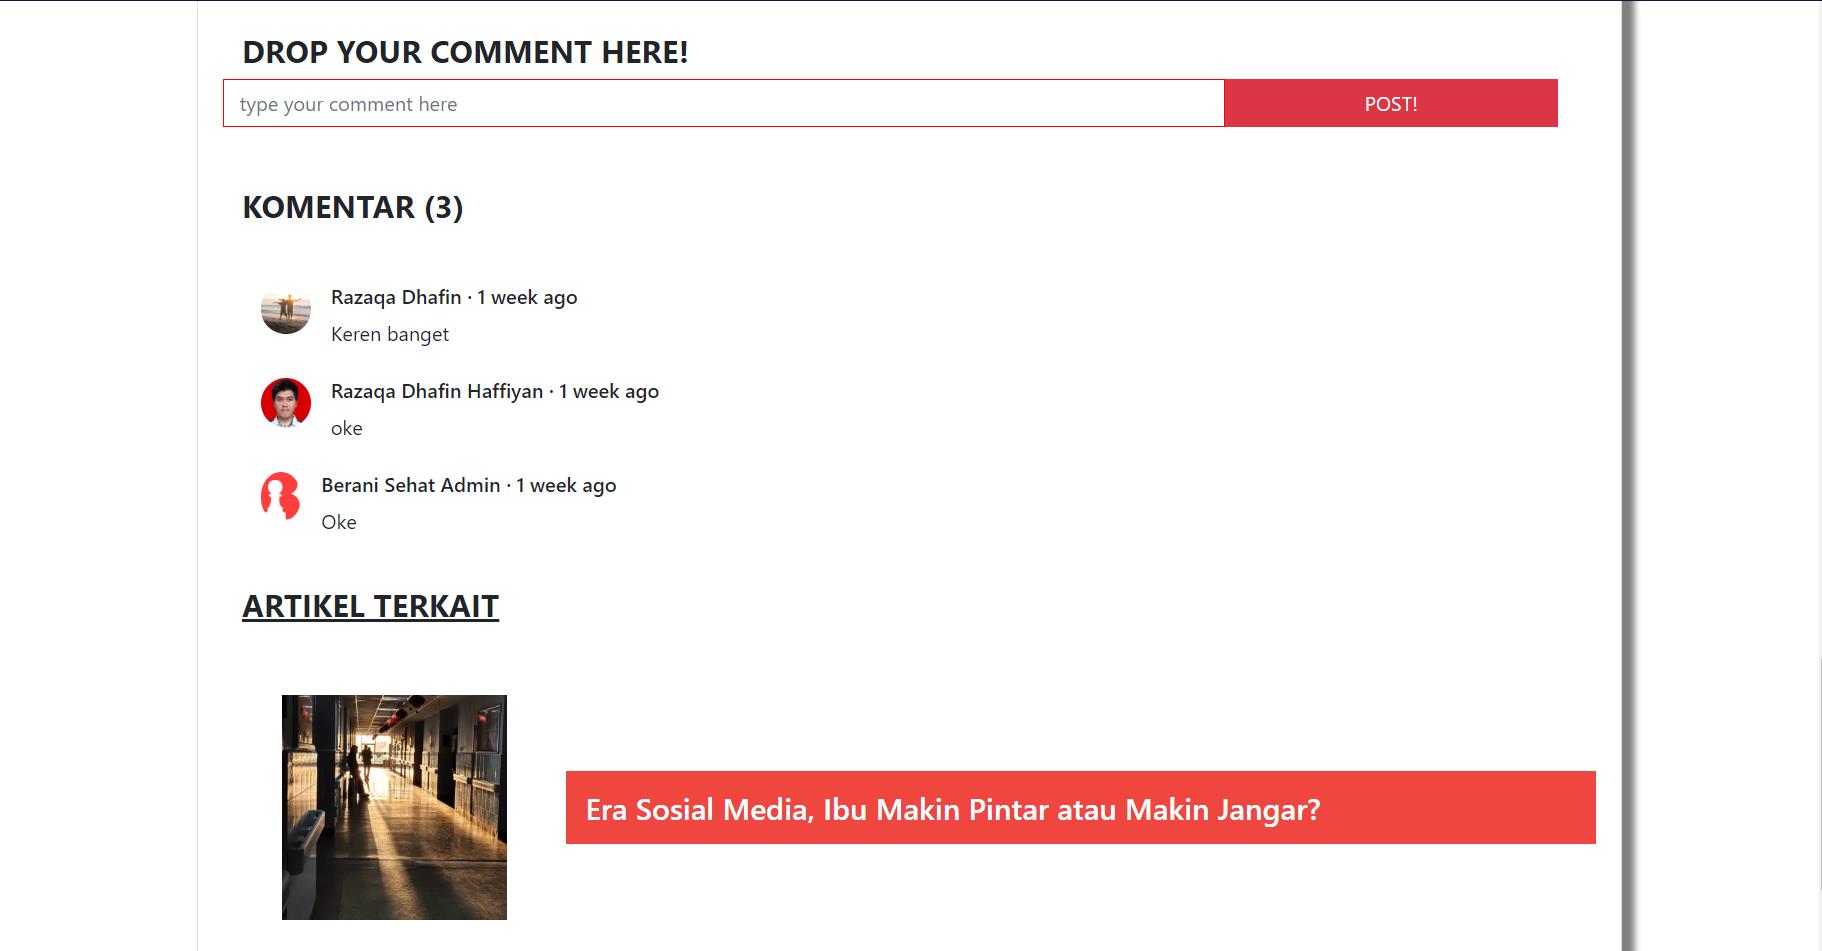 DROP YOUR COMMENT HERE!
type your comment here
POST!
KOMENTAR (3)
Razaqa Dhafin · 1 week ago
Keren banget
Razaqa Dhafin Haffiyan · 1 week ago
oke
Berani Sehat Admin · 1 week ago
Oke
ARTIKEL TERKAIT
Era Sosial Media, Ibu Makin Pintar atau Makin Jangar?